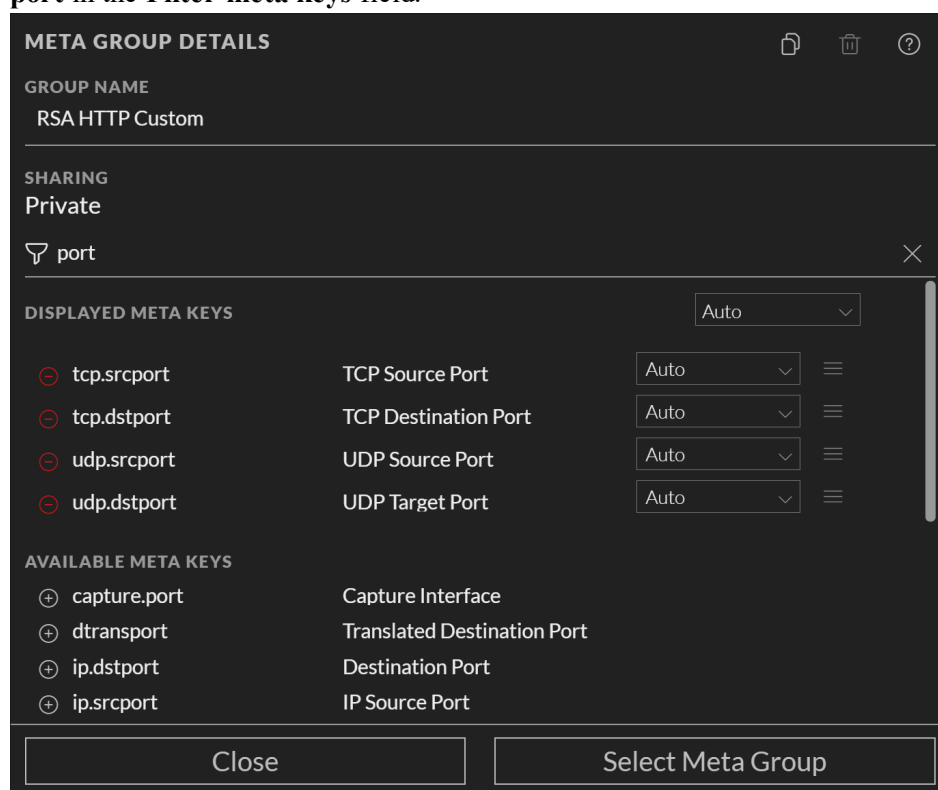 port in the Filter meta keys field.
META GROUP DETAILS
GROUP NAME
RSA HTTP Custom
SHARING
Private
port
DISPLAYED META KEYS Auto
tcp.srcport TCP Source Port Auto
tcp.dstport TCP Destination Port Auto
udp.srcport UDP Source Port Auto
udp.dstport UDP Target Port Auto
AVAILABLE META KEYS
capture.port Capture Interface
dtransport Translated Destination Port
ip.dstport Destination Port
ip.srcport IP Source Port
Close Select Meta Group